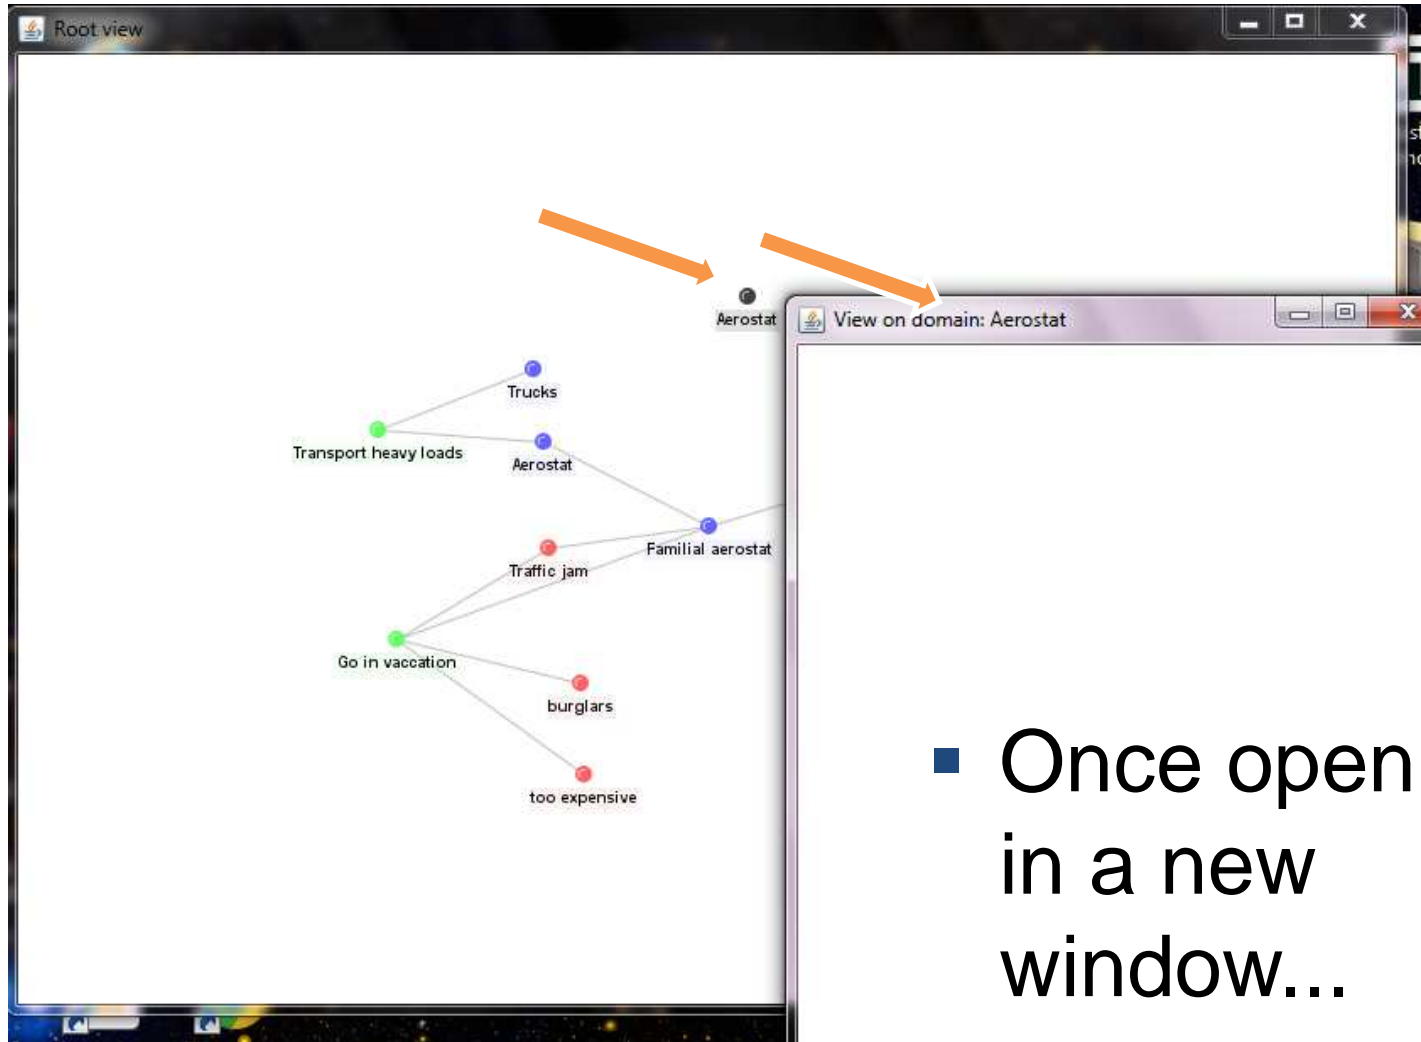 Root view
Aerostat
View on domain: Aerostat
Trucks
Transport heavy loads
Aerostat
Familial aerostat
Traffic jam
Go in vaccation
burglars
too expensive
Once open
in a new
window...